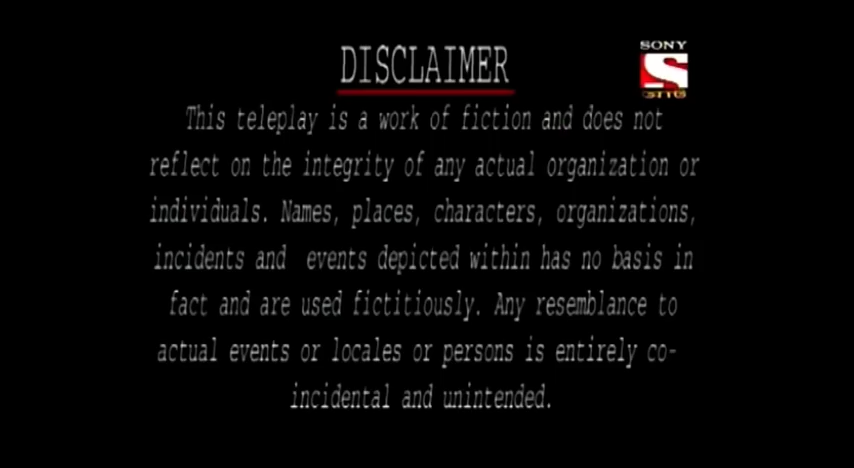 DISCLAIMER
SONY
S
This teleplay is a work of fiction and does not
reflect on the integrity of any actual organization or
individuals. Names, places, characters, organizations,
incidents and events depicted within has no basis in
fact and are used fictitiously. Any resemblance to
actual events or locales or persons is entirely co-
incidental and unintended.